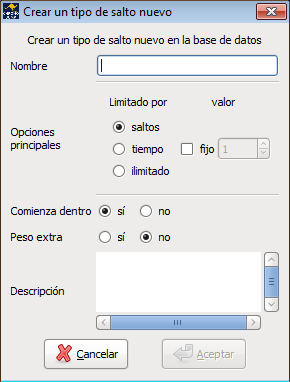 Crear un tipo de salto nuevo
Crear un tipo de salto nuevo en la base de datos
Nombre
Limitado por valor
Opciones principales
saltos
tiempo fijo 1
ilimitado
Comienza dentro sí no
Peso extra sí no
Descripción
Cancelar Aceptar